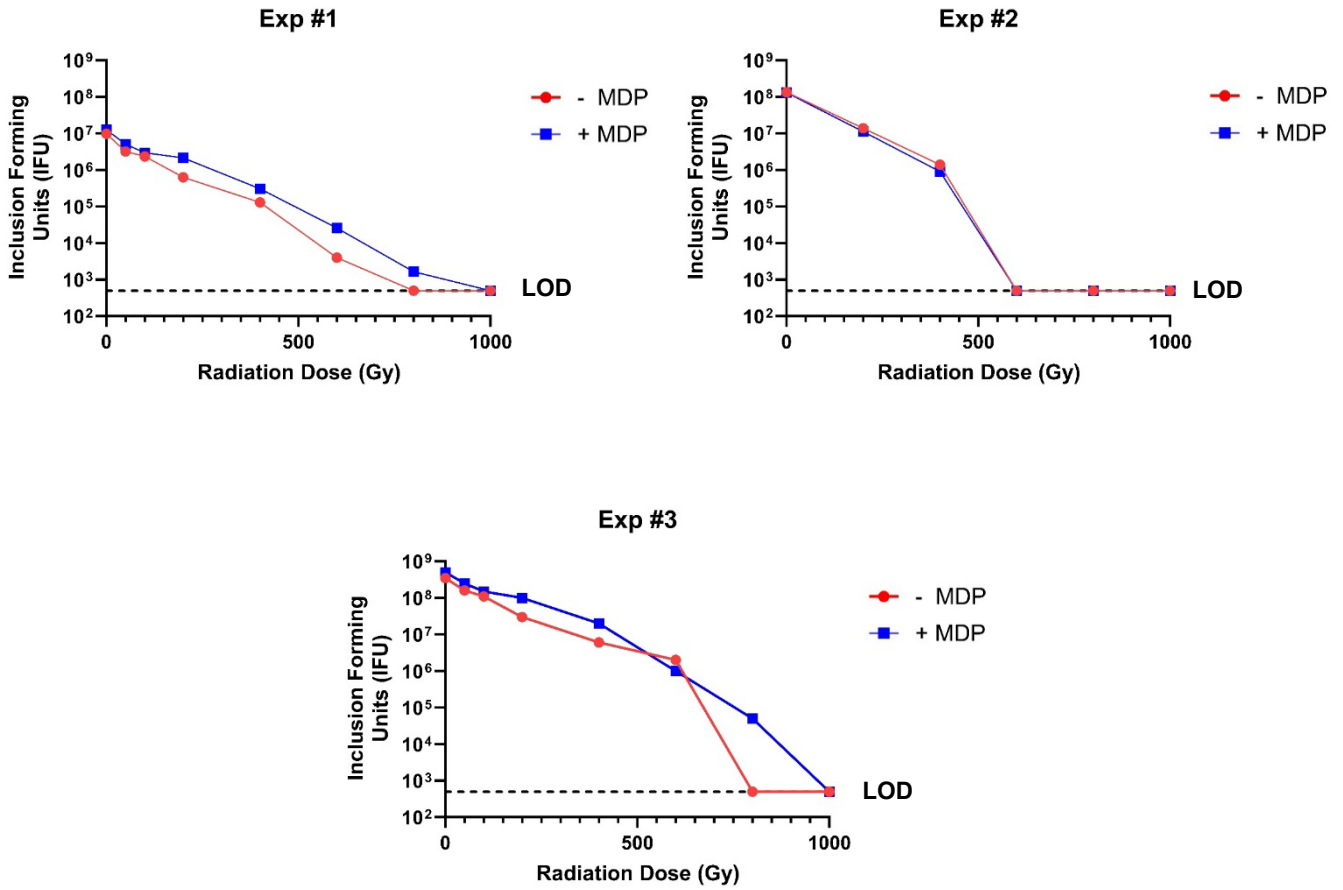 Exp #1
Inclusion Forming
Units (IFU)
10⁹
10⁸
10⁷
10⁶
10⁵
10⁴
10³
10²
0
500
1000
Radiation Dose (Gy)
- MDP
+ MDP
LOD
Exp #2
Inclusion Forming
Units (IFU)
10⁹
10⁸
10⁷
10⁶
10⁵
10⁴
10³
10²
0
500
1000
Radiation Dose (Gy)
- MDP
+ MDP
LOD
Exp #3
Inclusion Forming
Units (IFU)
10⁹
10⁸
10⁷
10⁶
10⁵
10⁴
10³
10²
0
500
1000
Radiation Dose (Gy)
- MDP
+ MDP
LOD